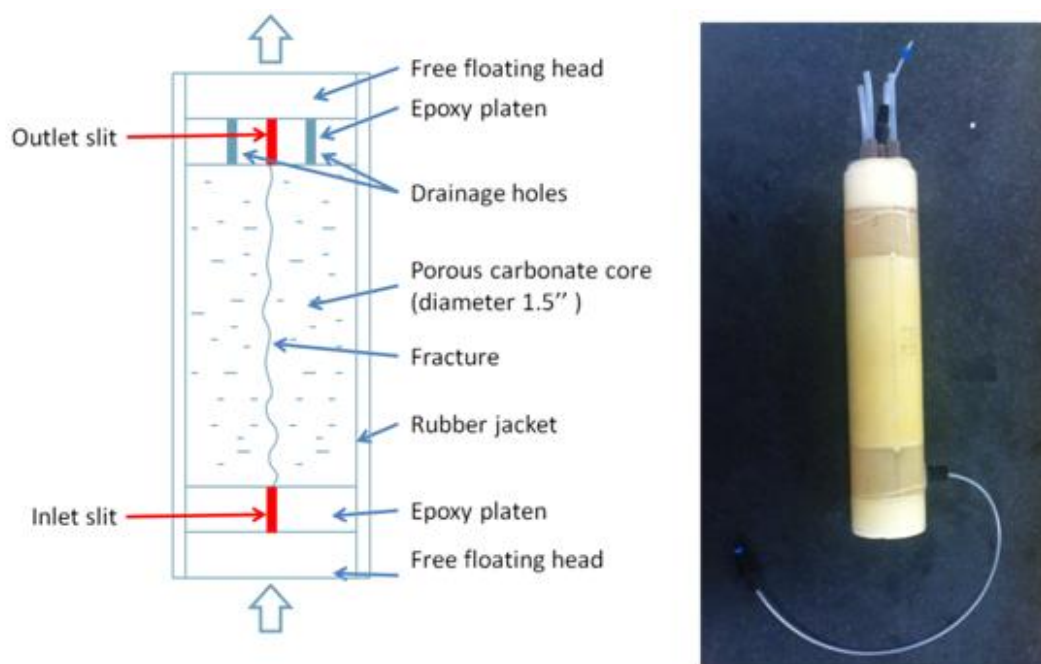 Free floating head
Epoxy platen
Outlet slit
Drainage holes
Porous carbonate core
(diameter 1.5″ )
Fracture
Rubber jacket
Inlet slit
Epoxy platen
Free floating head